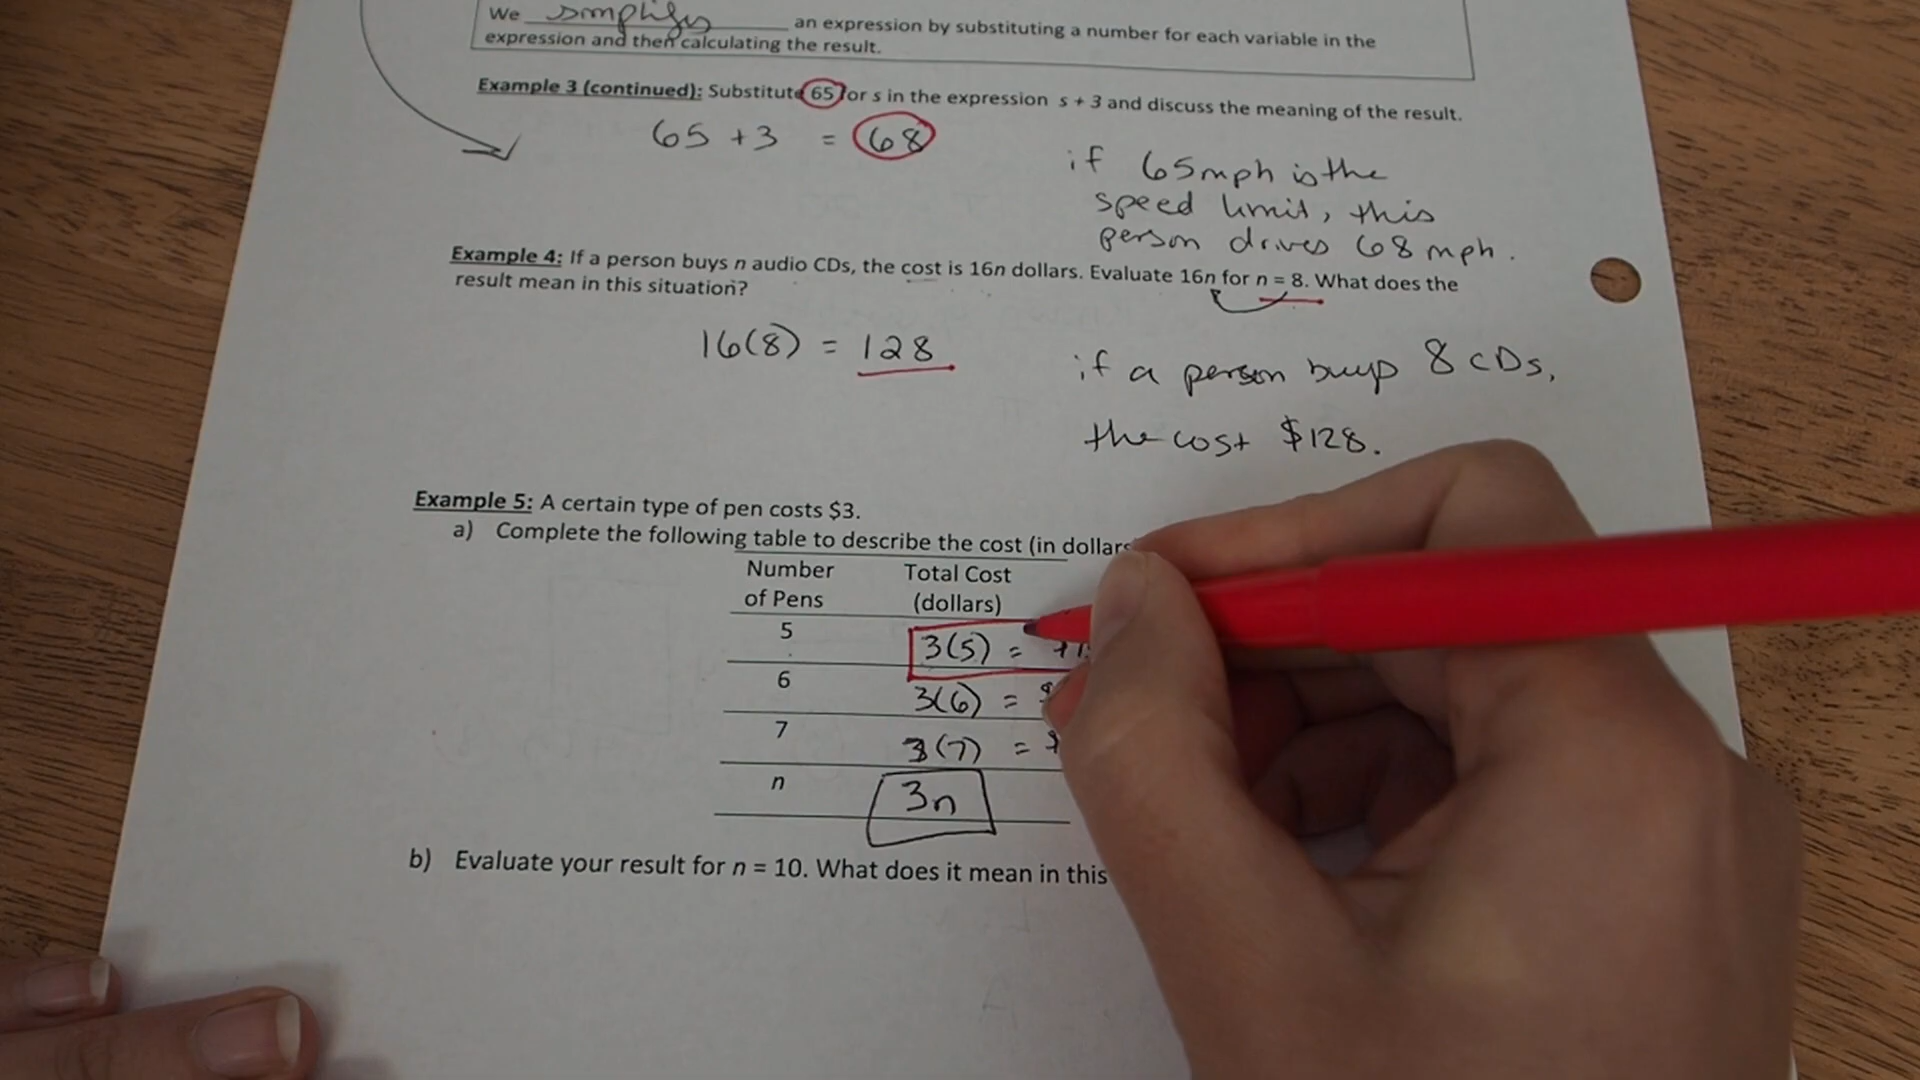 We simplify an expression by substituting a number for each variable in the
expression and then calculating the result.
Example 3 (continued): Substitute 65 for s in the expression s + 3 and discuss the meaning of the result.
65 + 3 = 68
if 65mph is the
speed limit, this
person drives 68 mph.
Example 4: If a person buys n audio CDs, the cost is 16n dollars. Evaluate 16n for n = 8. What does the
result mean in this situation?
16(8) = 128
if a person buys 8 CDs,
the cost $128.
Example 5: A certain type of pen costs $3.
a) Complete the following table to describe the cost (in dollars
Number Total Cost
of Pens (dollars)
5 3(5) =
6 3(6) =
7 3(7) =
n 3n
b) Evaluate your result for n = 10. What does it mean in this